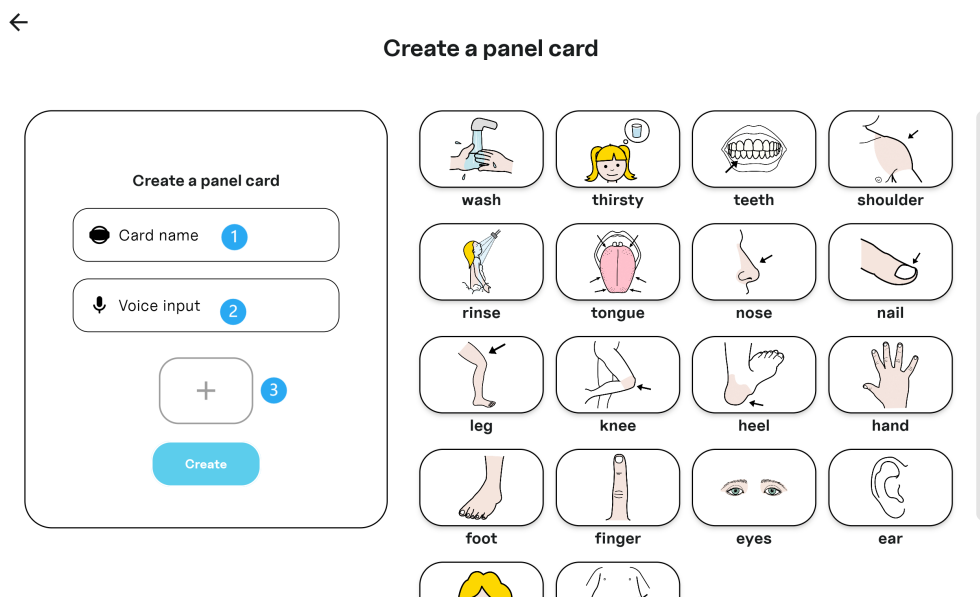 Create a panel card
Create a panel card
Card name 1
Voice input 2
+ 3
Create
wash thirsty teeth shoulder
rinse tongue nose nail
leg knee heel hand
foot finger eyes ear